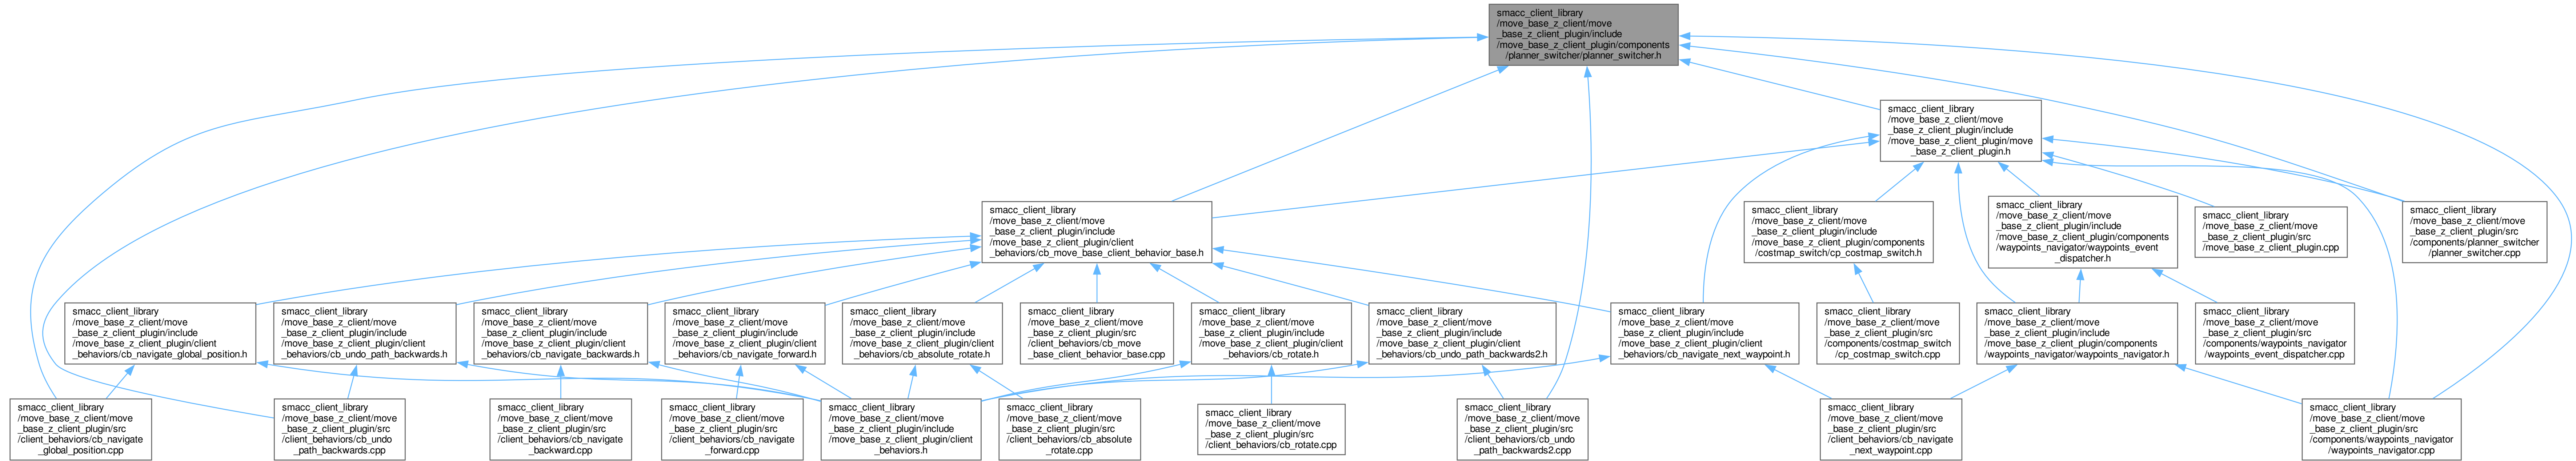 smacc_client_library
/move_base_z_client/move
_base_z_client_plugin/include
/move_base_z_client_plugin/components
/planner_switcher/planner_switcher.h
smacc_client_library
/move_base_z_client/move
_base_z_client_plugin/include
/move_base_z_client_plugin/move
_base_z_client_plugin.h
smacc_client_library
/move_base_z_client/move
_base_z_client_plugin/include
/move_base_z_client_plugin/client
_behaviors/cb_move_base_client_behavior_base.h
smacc_client_library
/move_base_z_client/move
_base_z_client_plugin/include
/move_base_z_client_plugin/components
/costmap_switch/cp_costmap_switch.h
smacc_client_library
/move_base_z_client/move
_base_z_client_plugin/include
/move_base_z_client_plugin/components
/waypoints_navigator/waypoints_event
_dispatcher.h
smacc_client_library
/move_base_z_client/move
_base_z_client_plugin/src
/move_base_z_client_plugin.cpp
smacc_client_library
/move_base_z_client/move
_base_z_client_plugin/src
/components/planner_switcher
/planner_switcher.cpp
smacc_client_library
/move_base_z_client/move
_base_z_client_plugin/include
/move_base_z_client_plugin/client
_behaviors/cb_navigate_global_position.h
smacc_client_library
/move_base_z_client/move
_base_z_client_plugin/include
/move_base_z_client_plugin/client
_behaviors/cb_undo_path_backwards.h
smacc_client_library
/move_base_z_client/move
_base_z_client_plugin/include
/move_base_z_client_plugin/client
_behaviors/cb_navigate_backwards.h
smacc_client_library
/move_base_z_client/move
_base_z_client_plugin/include
/move_base_z_client_plugin/client
_behaviors/cb_navigate_forward.h
smacc_client_library
/move_base_z_client/move
_base_z_client_plugin/include
/move_base_z_client_plugin/client
_behaviors/cb_absolute_rotate.h
smacc_client_library
/move_base_z_client/move
_base_z_client_plugin/src
/client_behaviors/cb_move
_base_client_behavior_base.cpp
smacc_client_library
/move_base_z_client/move
_base_z_client_plugin/include
/move_base_z_client_plugin/client
_behaviors/cb_rotate.h
smacc_client_library
/move_base_z_client/move
_base_z_client_plugin/include
/move_base_z_client_plugin/client
_behaviors/cb_undo_path_backwards2.h
smacc_client_library
/move_base_z_client/move
_base_z_client_plugin/include
/move_base_z_client_plugin/client
_behaviors/cb_navigate_next_waypoint.h
smacc_client_library
/move_base_z_client/move
_base_z_client_plugin/src
/components/costmap_switch
/cp_costmap_switch.cpp
smacc_client_library
/move_base_z_client/move
_base_z_client_plugin/include
/move_base_z_client_plugin/components
/waypoints_navigator/waypoints_navigator.h
smacc_client_library
/move_base_z_client/move
_base_z_client_plugin/src
/components/waypoints_navigator
/waypoints_event_dispatcher.cpp
smacc_client_library
/move_base_z_client/move
_base_z_client_plugin/src
/client_behaviors/cb_navigate
_global_position.cpp
smacc_client_library
/move_base_z_client/move
_base_z_client_plugin/src
/client_behaviors/cb_undo
_path_backwards.cpp
smacc_client_library
/move_base_z_client/move
_base_z_client_plugin/src
/client_behaviors/cb_navigate
_backward.cpp
smacc_client_library
/move_base_z_client/move
_base_z_client_plugin/src
/client_behaviors/cb_navigate
_forward.cpp
smacc_client_library
/move_base_z_client/move
_base_z_client_plugin/include
/move_base_z_client_plugin/client
_behaviors.h
smacc_client_library
/move_base_z_client/move
_base_z_client_plugin/src
/client_behaviors/cb_absolute
_rotate.cpp
smacc_client_library
/move_base_z_client/move
_base_z_client_plugin/src
/client_behaviors/cb_rotate.cpp
smacc_client_library
/move_base_z_client/move
_base_z_client_plugin/src
/client_behaviors/cb_undo
_path_backwards2.cpp
smacc_client_library
/move_base_z_client/move
_base_z_client_plugin/src
/client_behaviors/cb_navigate
_next_waypoint.cpp
smacc_client_library
/move_base_z_client/move
_base_z_client_plugin/src
/components/waypoints_navigator
/waypoints_navigator.cpp